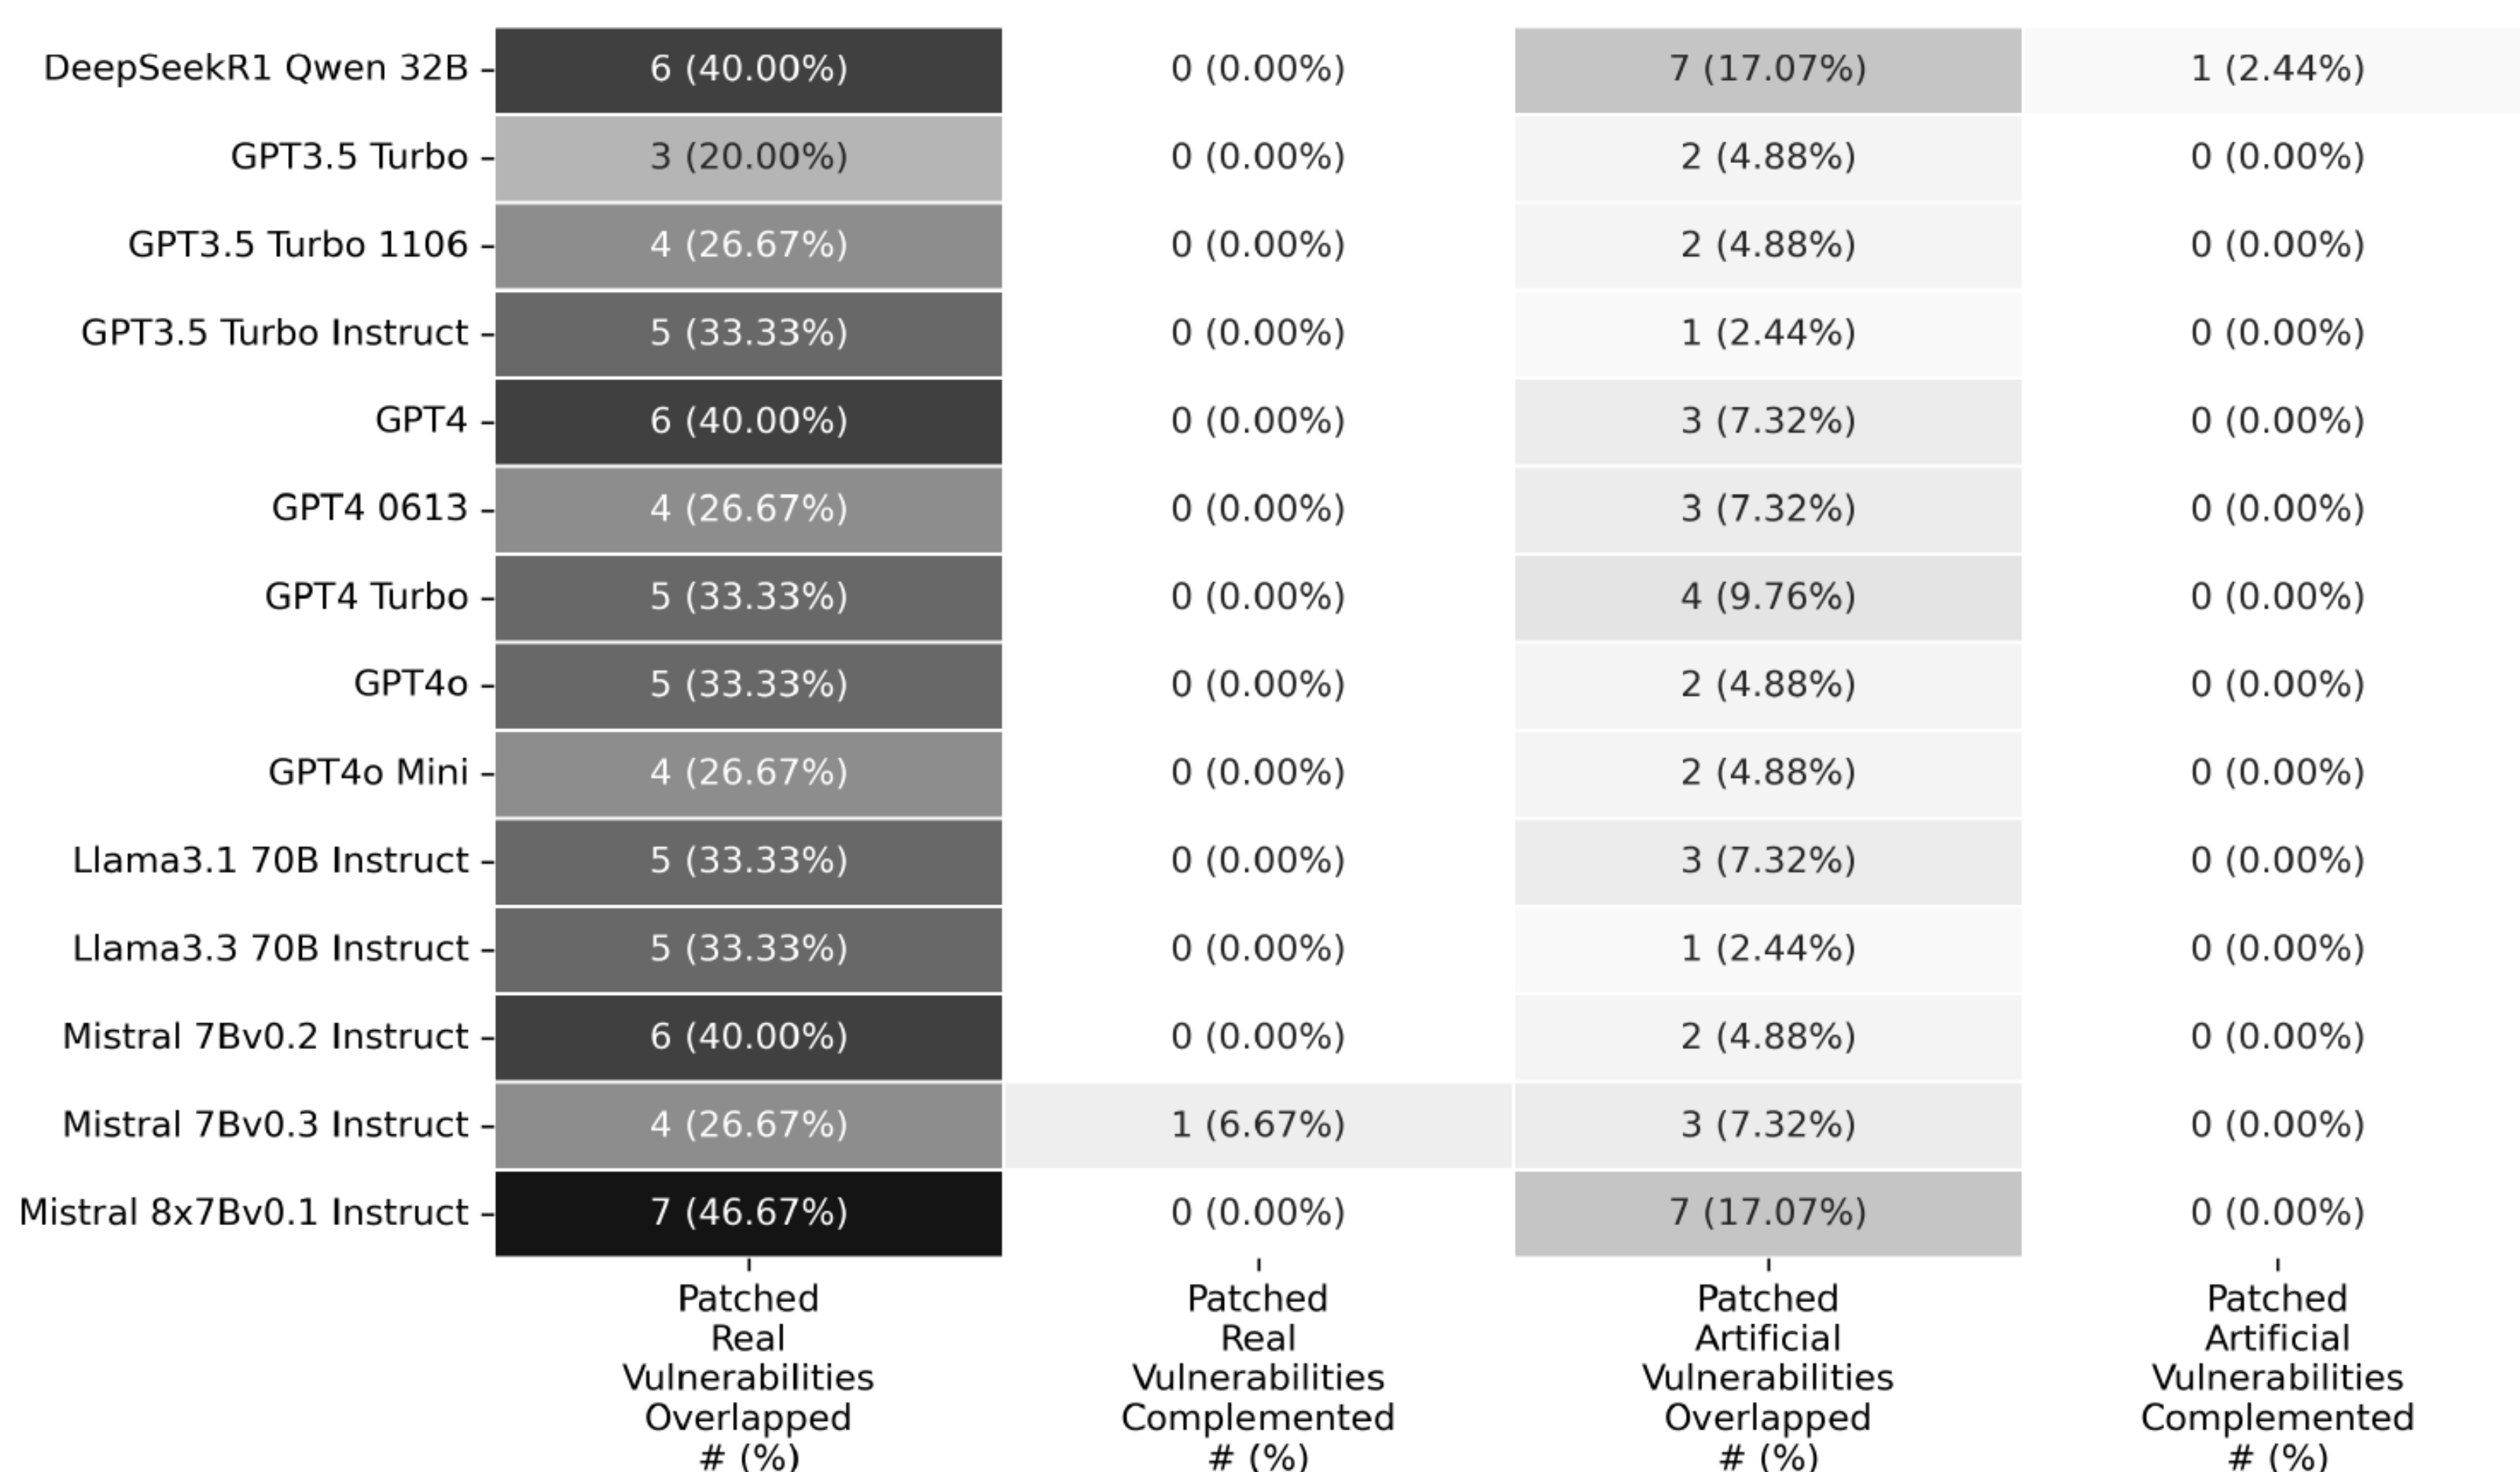 DeepSeekR1 Qwen 32B 6 (40.00%) 0 (0.00%) 7 (17.07%) 1 (2.44%)
GPT3.5 Turbo 3 (20.00%) 0 (0.00%) 2 (4.88%) 0 (0.00%)
GPT3.5 Turbo 1106 4 (26.67%) 0 (0.00%) 2 (4.88%) 0 (0.00%)
GPT3.5 Turbo Instruct 5 (33.33%) 0 (0.00%) 1 (2.44%) 0 (0.00%)
GPT4 6 (40.00%) 0 (0.00%) 3 (7.32%) 0 (0.00%)
GPT4 0613 4 (26.67%) 0 (0.00%) 3 (7.32%) 0 (0.00%)
GPT4 Turbo 5 (33.33%) 0 (0.00%) 4 (9.76%) 0 (0.00%)
GPT4o 5 (33.33%) 0 (0.00%) 2 (4.88%) 0 (0.00%)
GPT4o Mini 4 (26.67%) 0 (0.00%) 2 (4.88%) 0 (0.00%)
Llama3.1 70B Instruct 5 (33.33%) 0 (0.00%) 3 (7.32%) 0 (0.00%)
Llama3.3 70B Instruct 5 (33.33%) 0 (0.00%) 1 (2.44%) 0 (0.00%)
Mistral 7Bv0.2 Instruct 6 (40.00%) 0 (0.00%) 2 (4.88%) 0 (0.00%)
Mistral 7Bv0.3 Instruct 4 (26.67%) 1 (6.67%) 3 (7.32%) 0 (0.00%)
Mistral 8x7Bv0.1 Instruct 7 (46.67%) 0 (0.00%) 7 (17.07%) 0 (0.00%)
Patched
Real
Vulnerabilities
Overlapped
# (%)
Patched
Real
Vulnerabilities
Complemented
# (%)
Patched
Artificial
Vulnerabilities
Overlapped
# (%)
Patched
Artificial
Vulnerabilities
Complemented
# (%)